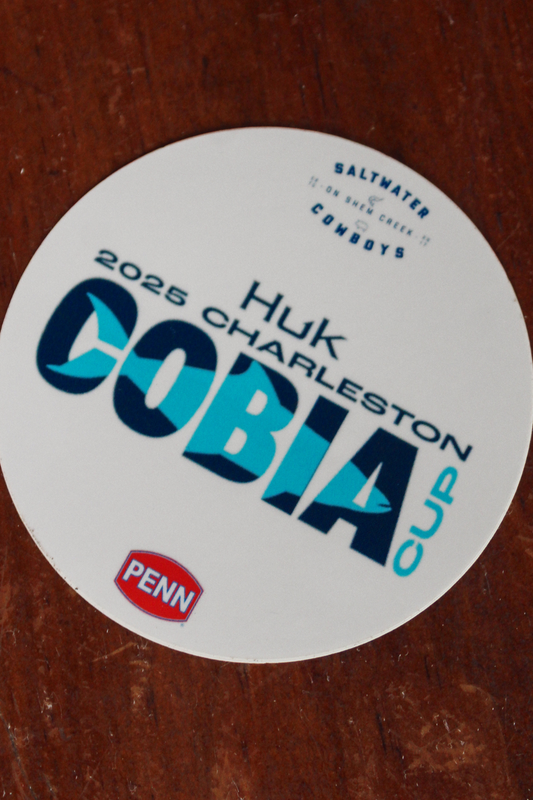 SALTWATER
ON SHEM CREEK
COWBOYS
Huk
2025 CHARLESTON
COBIA
CUP
PENN